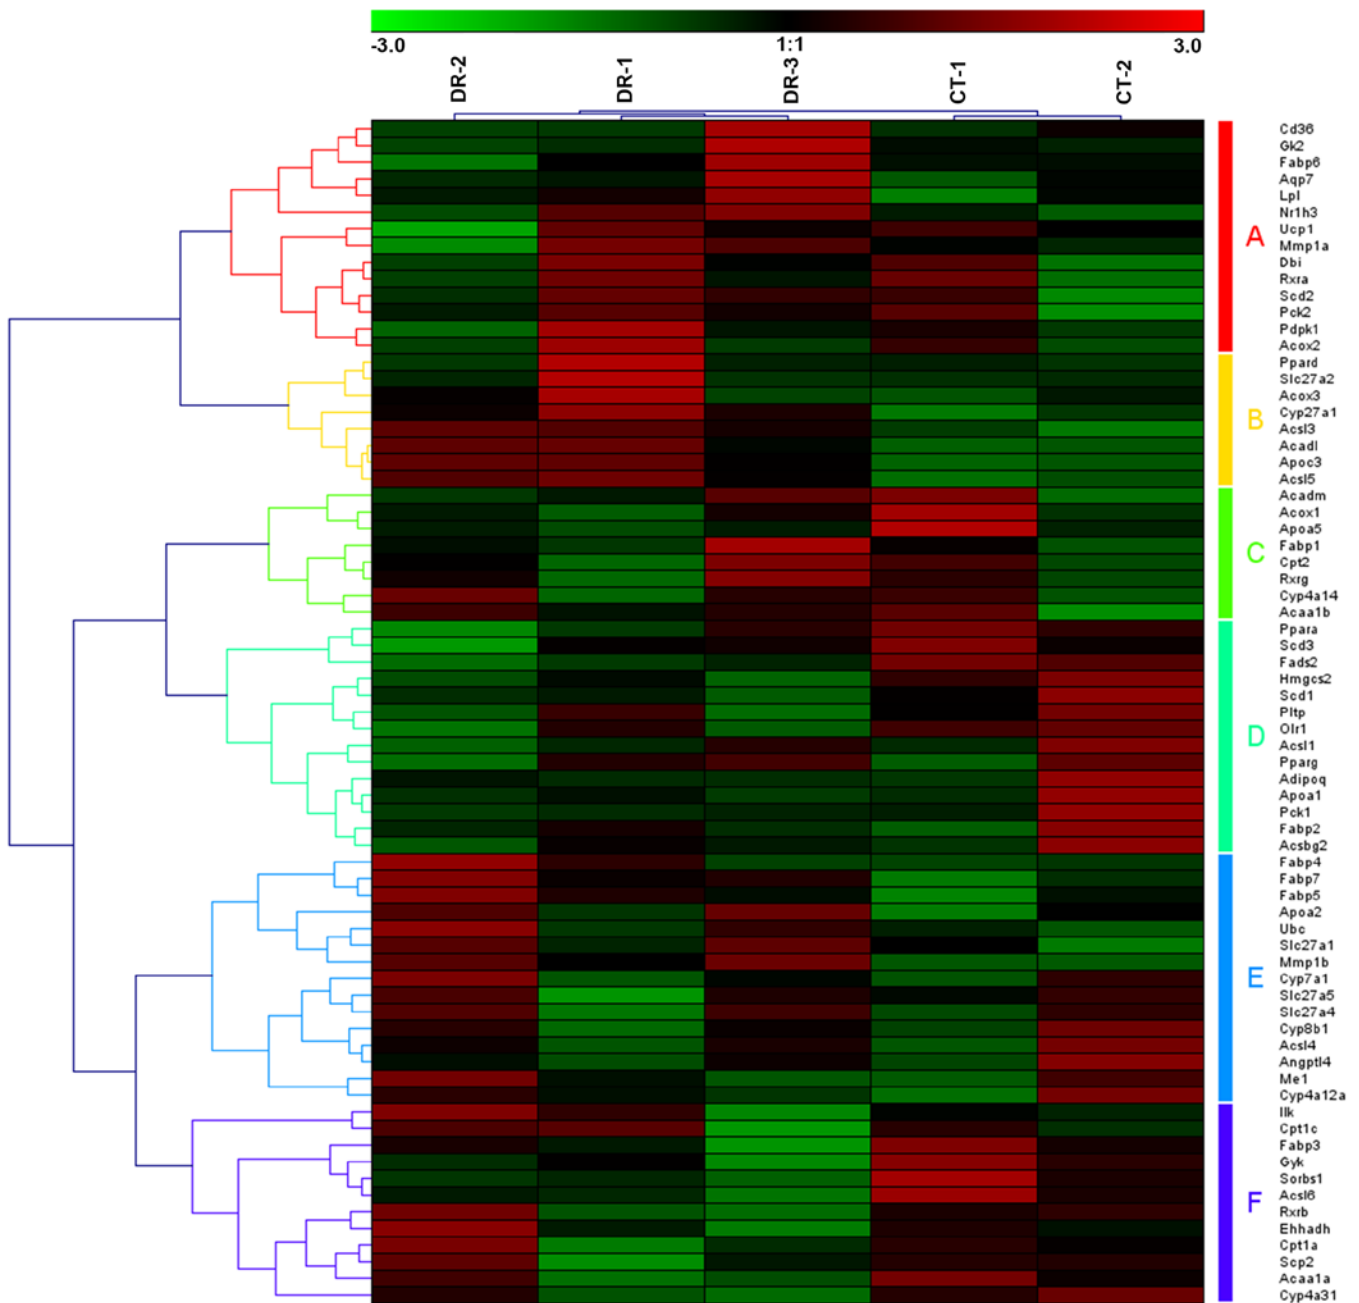 -3.0 1:1 3.0
DR-2 DR-1 DR-3 CT-1 CT-2
Cd36
Gk2
Fabp6
Aqp7
Lpl
Nr1h3
Ucp1
A
Mmp1a
Dbi
Rxra
Scd2
Pck2
Pdpk1
Acox2
Ppard
Slc27a2
Acox3
Cyp27a1
B
Acsl3
Acadl
Apoc3
Acsl5
Acadm
Acox1
Apoa5
Fabp1
C
Cpt2
Rxrg
Cyp4a14
Acaa1b
Ppara
Scd3
Fads2
Hmgcs2
Scd1
Pltp
Olr1
D
Acsl1
Pparg
Adipoq
Apoa1
Pck1
Fabp2
Acsbg2
Fabp4
Fabp7
Fabp5
Apoa2
Ubc
Slc27a1
Mmp1b
Cyp7a1
E
Slc27a5
Slc27a4
Cyp8b1
Acsl4
Angptl4
Me1
Cyp4a12a
Ilk
Cpt1c
Fabp3
Gyk
Sorbs1
Acsl6
F
Rxrb
Ehhadh
Cpt1a
Scp2
Acaa1a
Cyp4a31